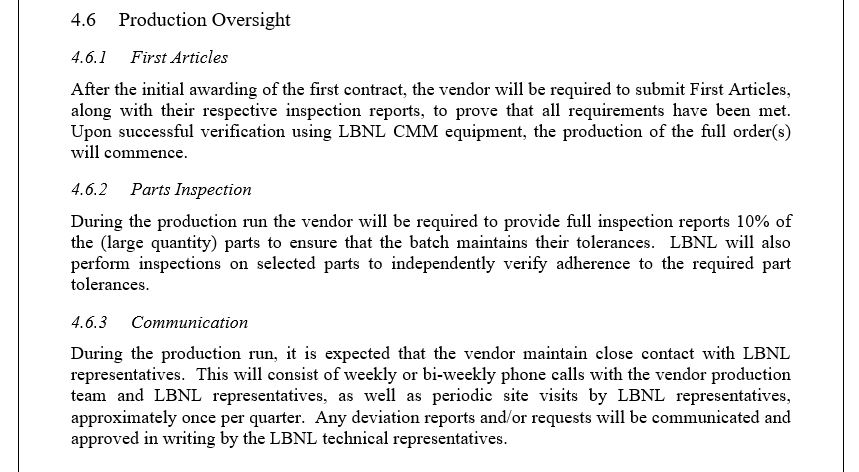 4.6 Production Oversight
4.6.1 First Articles
After the initial awarding of the first contract, the vendor will be required to submit First Articles,
along with their respective inspection reports, to prove that all requirements have been met.
Upon successful verification using LBNL CMM equipment, the production of the full order(s)
will commence.
4.6.2 Parts Inspection
During the production run the vendor will be required to provide full inspection reports 10% of
the (large quantity) parts to ensure that the batch maintains their tolerances. LBNL will also
perform inspections on selected parts to independently verify adherence to the required part
tolerances.
4.6.3 Communication
During the production run, it is expected that the vendor maintain close contact with LBNL
representatives. This will consist of weekly or bi-weekly phone calls with the vendor production
team and LBNL representatives, as well as periodic site visits by LBNL representatives,
approximately once per quarter. Any deviation reports and/or requests will be communicated and
approved in writing by the LBNL technical representatives.